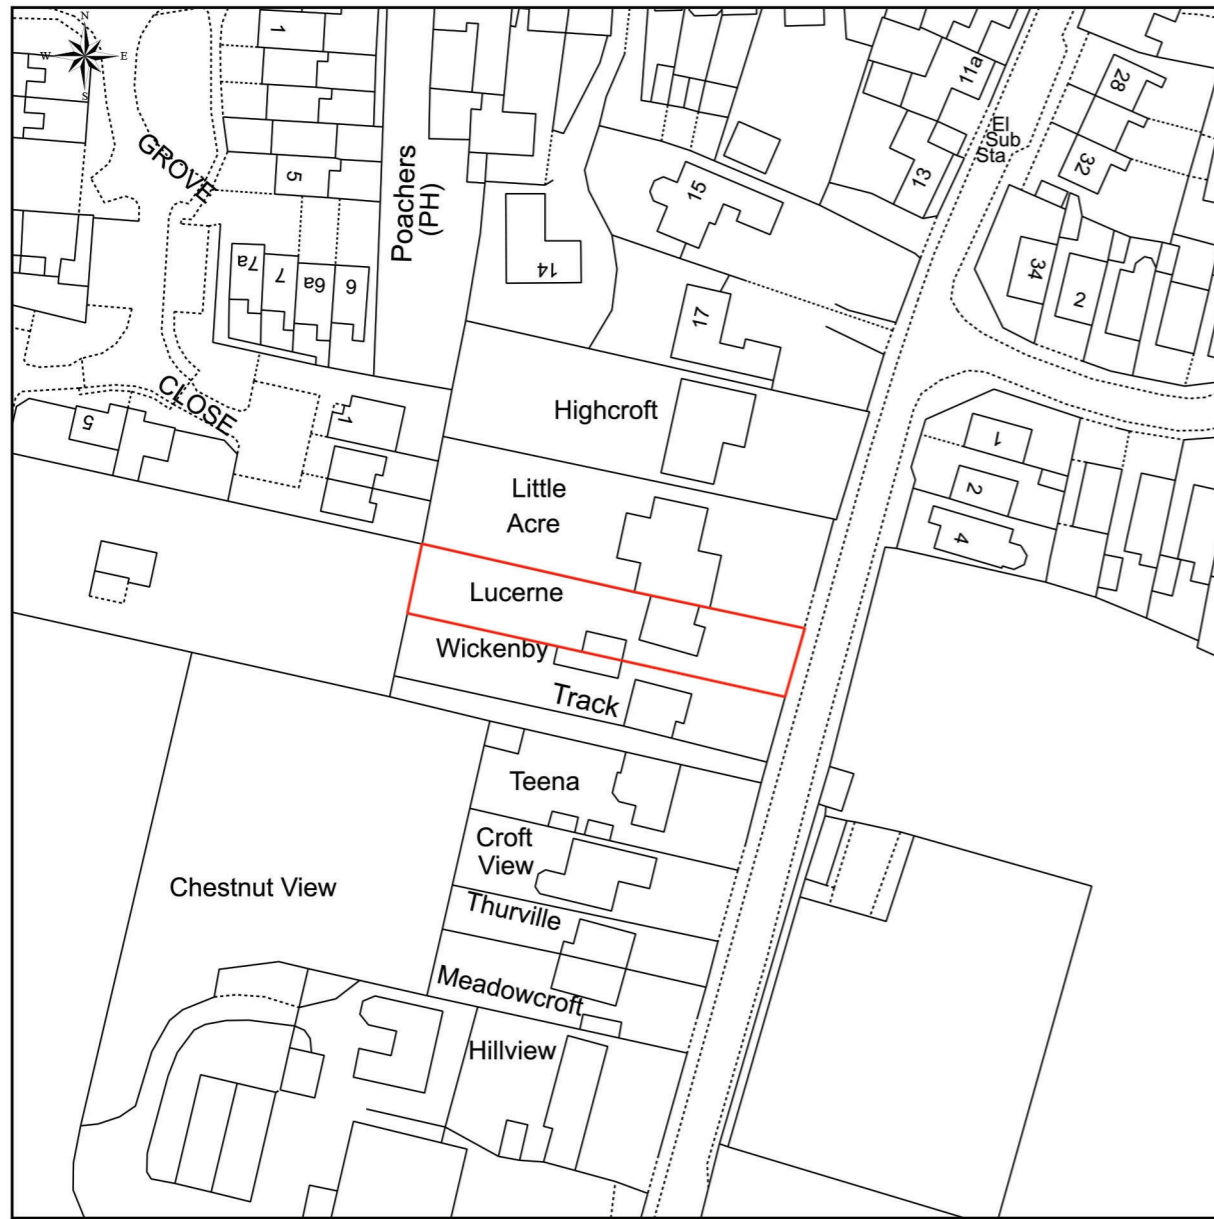 N
W E
S
1
11a
28
GROVE
El
Sub
Sta
5
Poachers
(PH)
15
13
32
7a
7
6a
6
14
34
2
17
CLOSE
1
5
Highcroft
1
Little
Acre
2
4
Lucerne
Wickenby
Track
Teena
Croft
View
Chestnut View
Thurville
Meadowcroft
Hillview